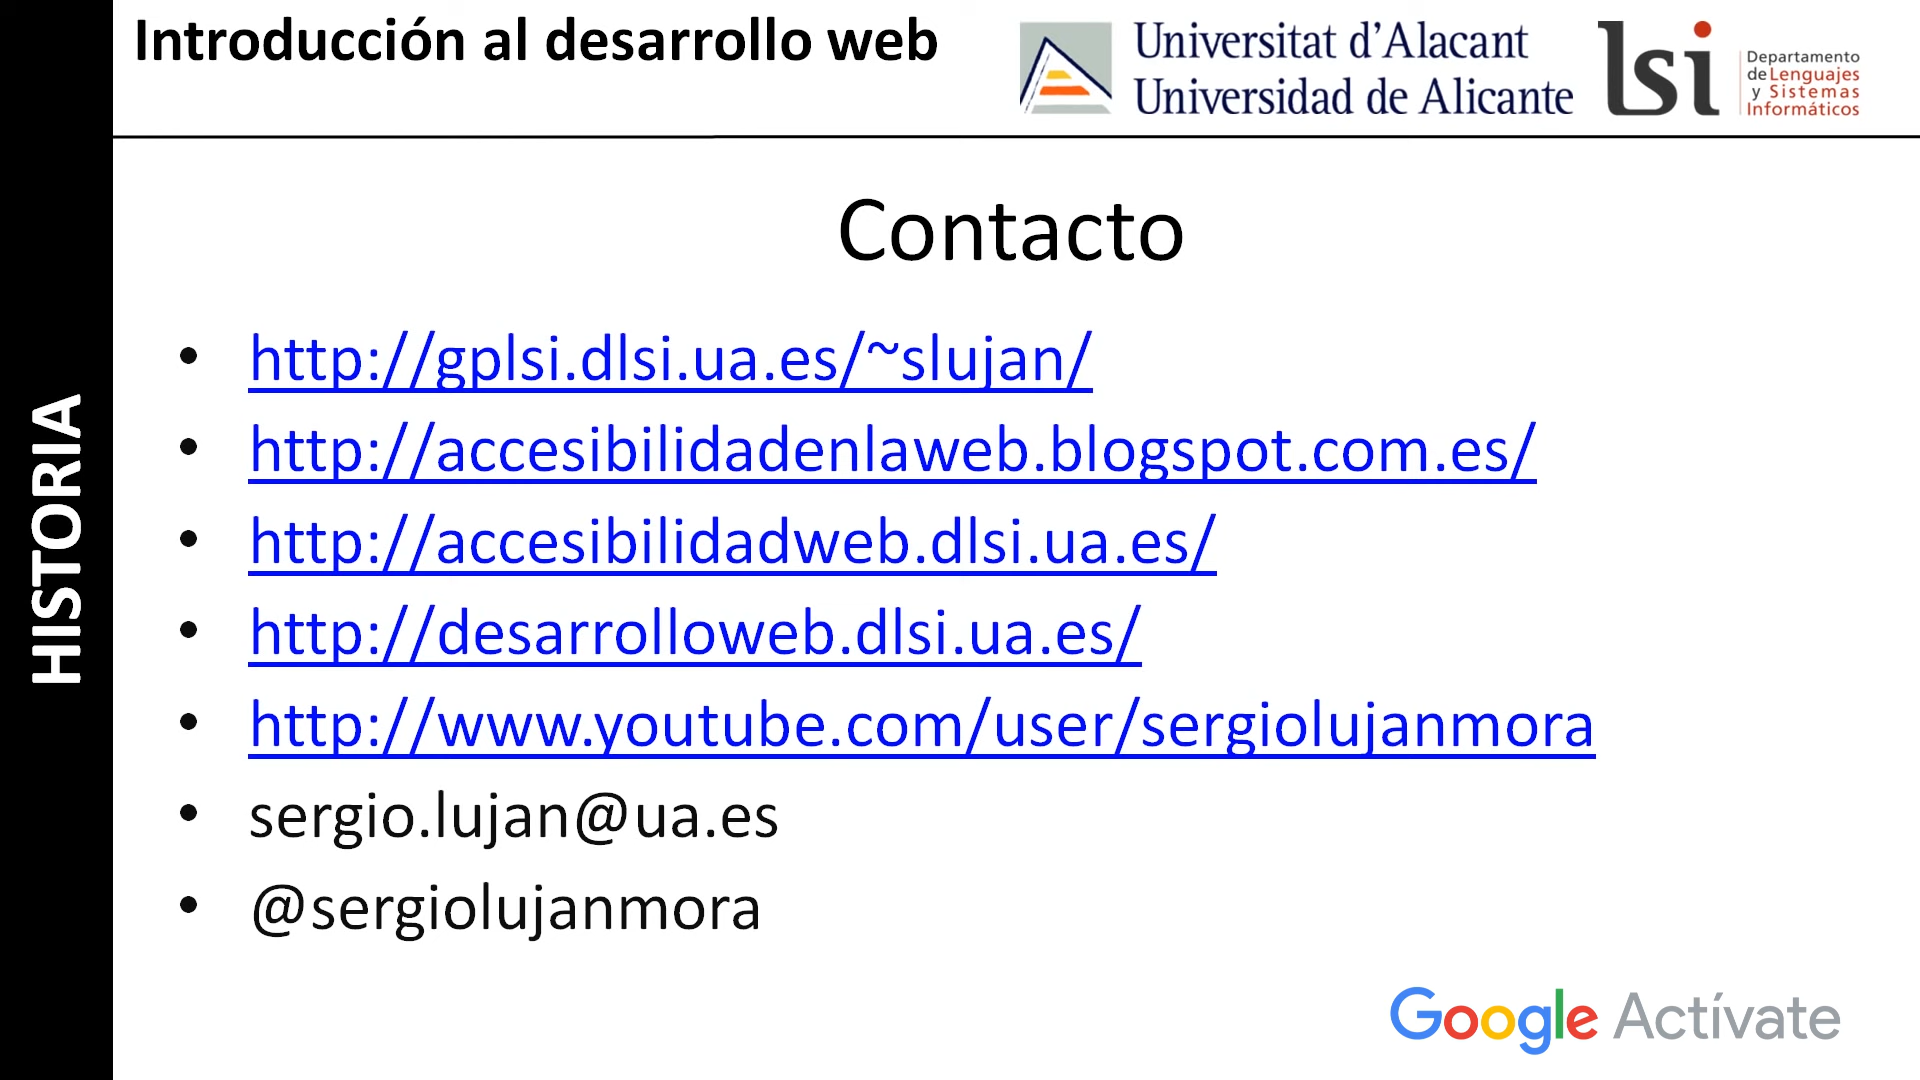 Introducción al desarrollo web
Universitat d'Alacant
Universidad de Alicante
lsi
Departamento
de Lenguajes
y Sistemas
Informáticos
HISTORIA
Contacto
• http://gplsi.dlsi.ua.es/~slujan/
• http://accesibilidadenlaweb.blogspot.com.es/
• http://accesibilidadweb.dlsi.ua.es/
• http://desarrolloweb.dlsi.ua.es/
• http://www.youtube.com/user/sergiolujanmora
• sergio.lujan@ua.es
• @sergiolujanmora
Google Actívate